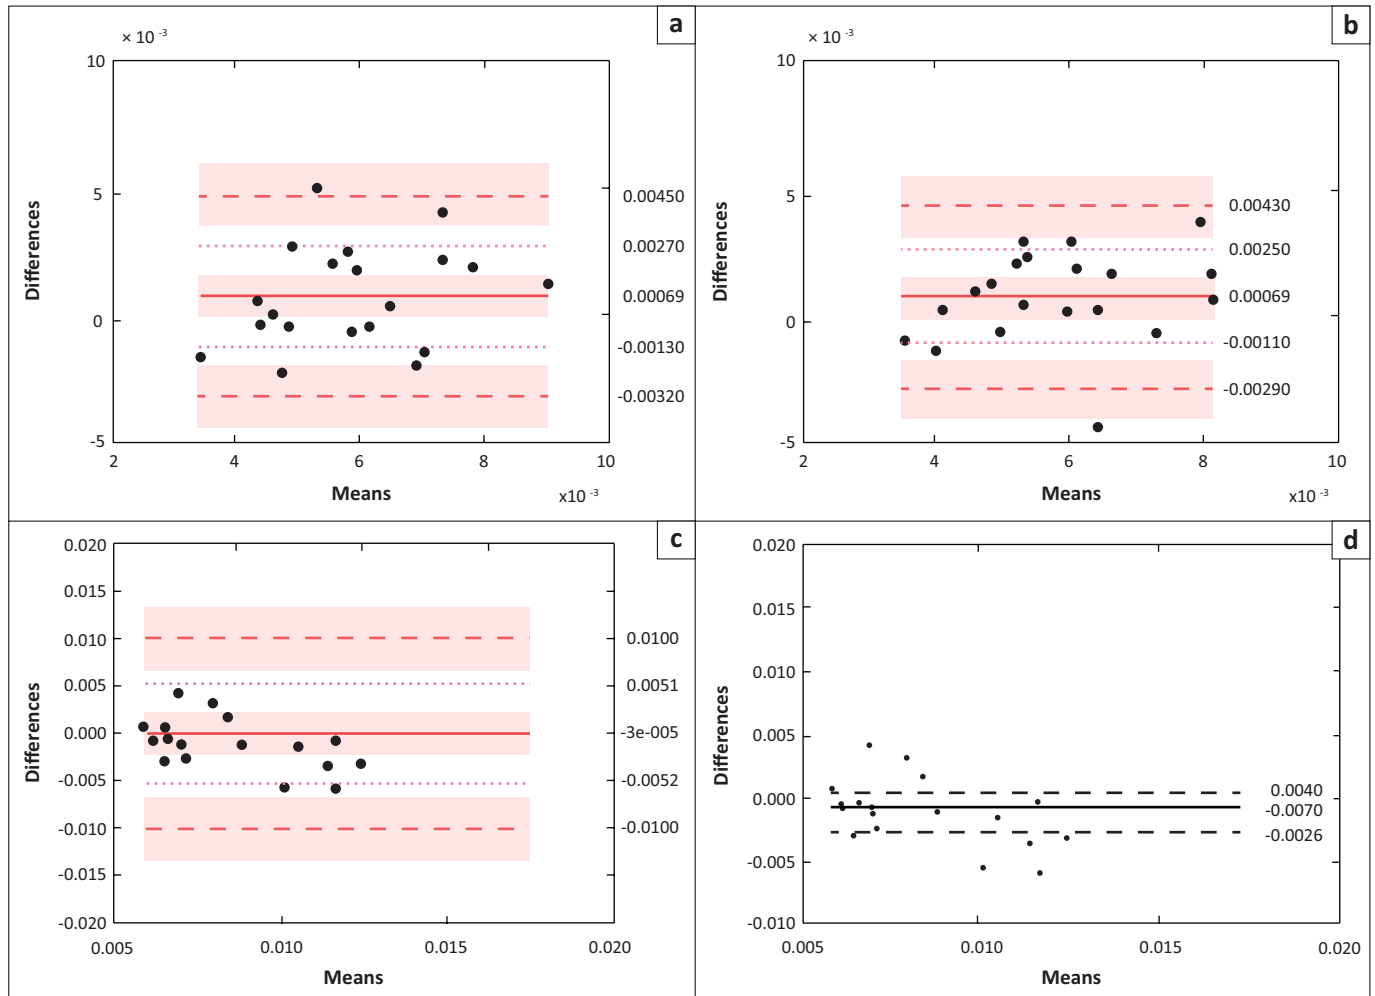 a
× 10 -3
10
5
0
-5
Differences
0.00450
0.00270
0.00069
-0.00130
-0.00320
2 4 6 8 10
Means
x10 -3
b
× 10 -3
10
5
0
-5
Differences
0.00430
0.00250
0.00069
-0.00110
-0.00290
2 4 6 8 10
Means
x10 -3
c
0.020
0.015
0.010
0.005
0.000
-0.005
-0.010
-0.015
-0.020
Differences
0.0100
0.0051
-3e-005
-0.0052
-0.0100
0.005 0.010 0.015 0.020
Means
d
0.020
0.015
0.010
0.005
0.000
-0.005
-0.010
Differences
0.0040
-0.0070
-0.0026
0.005 0.010 0.015 0.020
Means